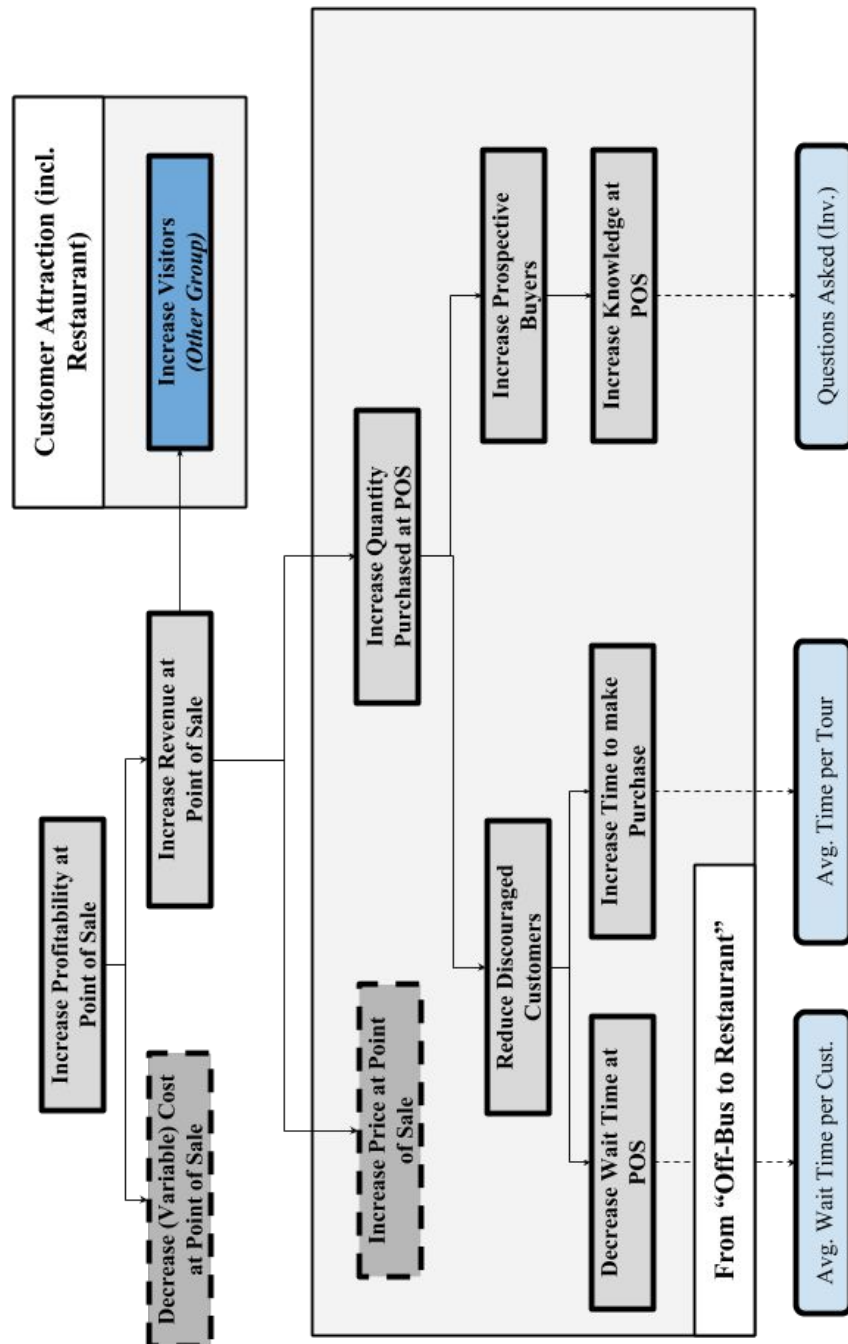 Increase Profitability at
Point of Sale
Customer Attraction (incl.
Restaurant)
Decrease (Variable) Cost
at Point of Sale
Increase Revenue at
Point of Sale
Increase Visitors
(Other Group)
Increase Price at Point
of Sale
Increase Quantity
Purchased at POS
Reduce Discouraged
Customers
Increase Prospective
Buyers
Decrease Wait Time at
POS
Increase Time to make
Purchase
Increase Knowledge at
POS
From “Off-Bus to Restaurant”
Avg. Wait Time per Cust.
Avg. Time per Tour
Questions Asked (Inv.)